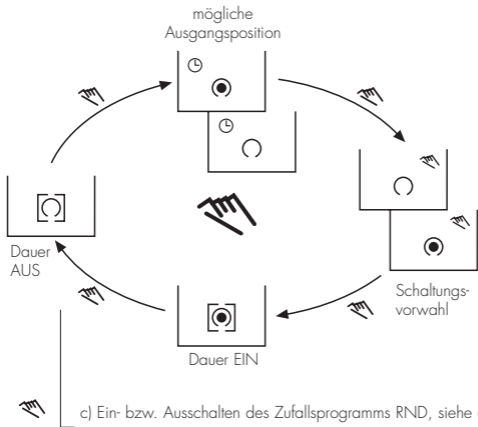 mögliche
Ausgangsposition
Dauer
AUS
Schaltungs-
vorwahl
Dauer EIN
c) Ein- bzw. Ausschalten des Zufallsprogramms RND, siehe